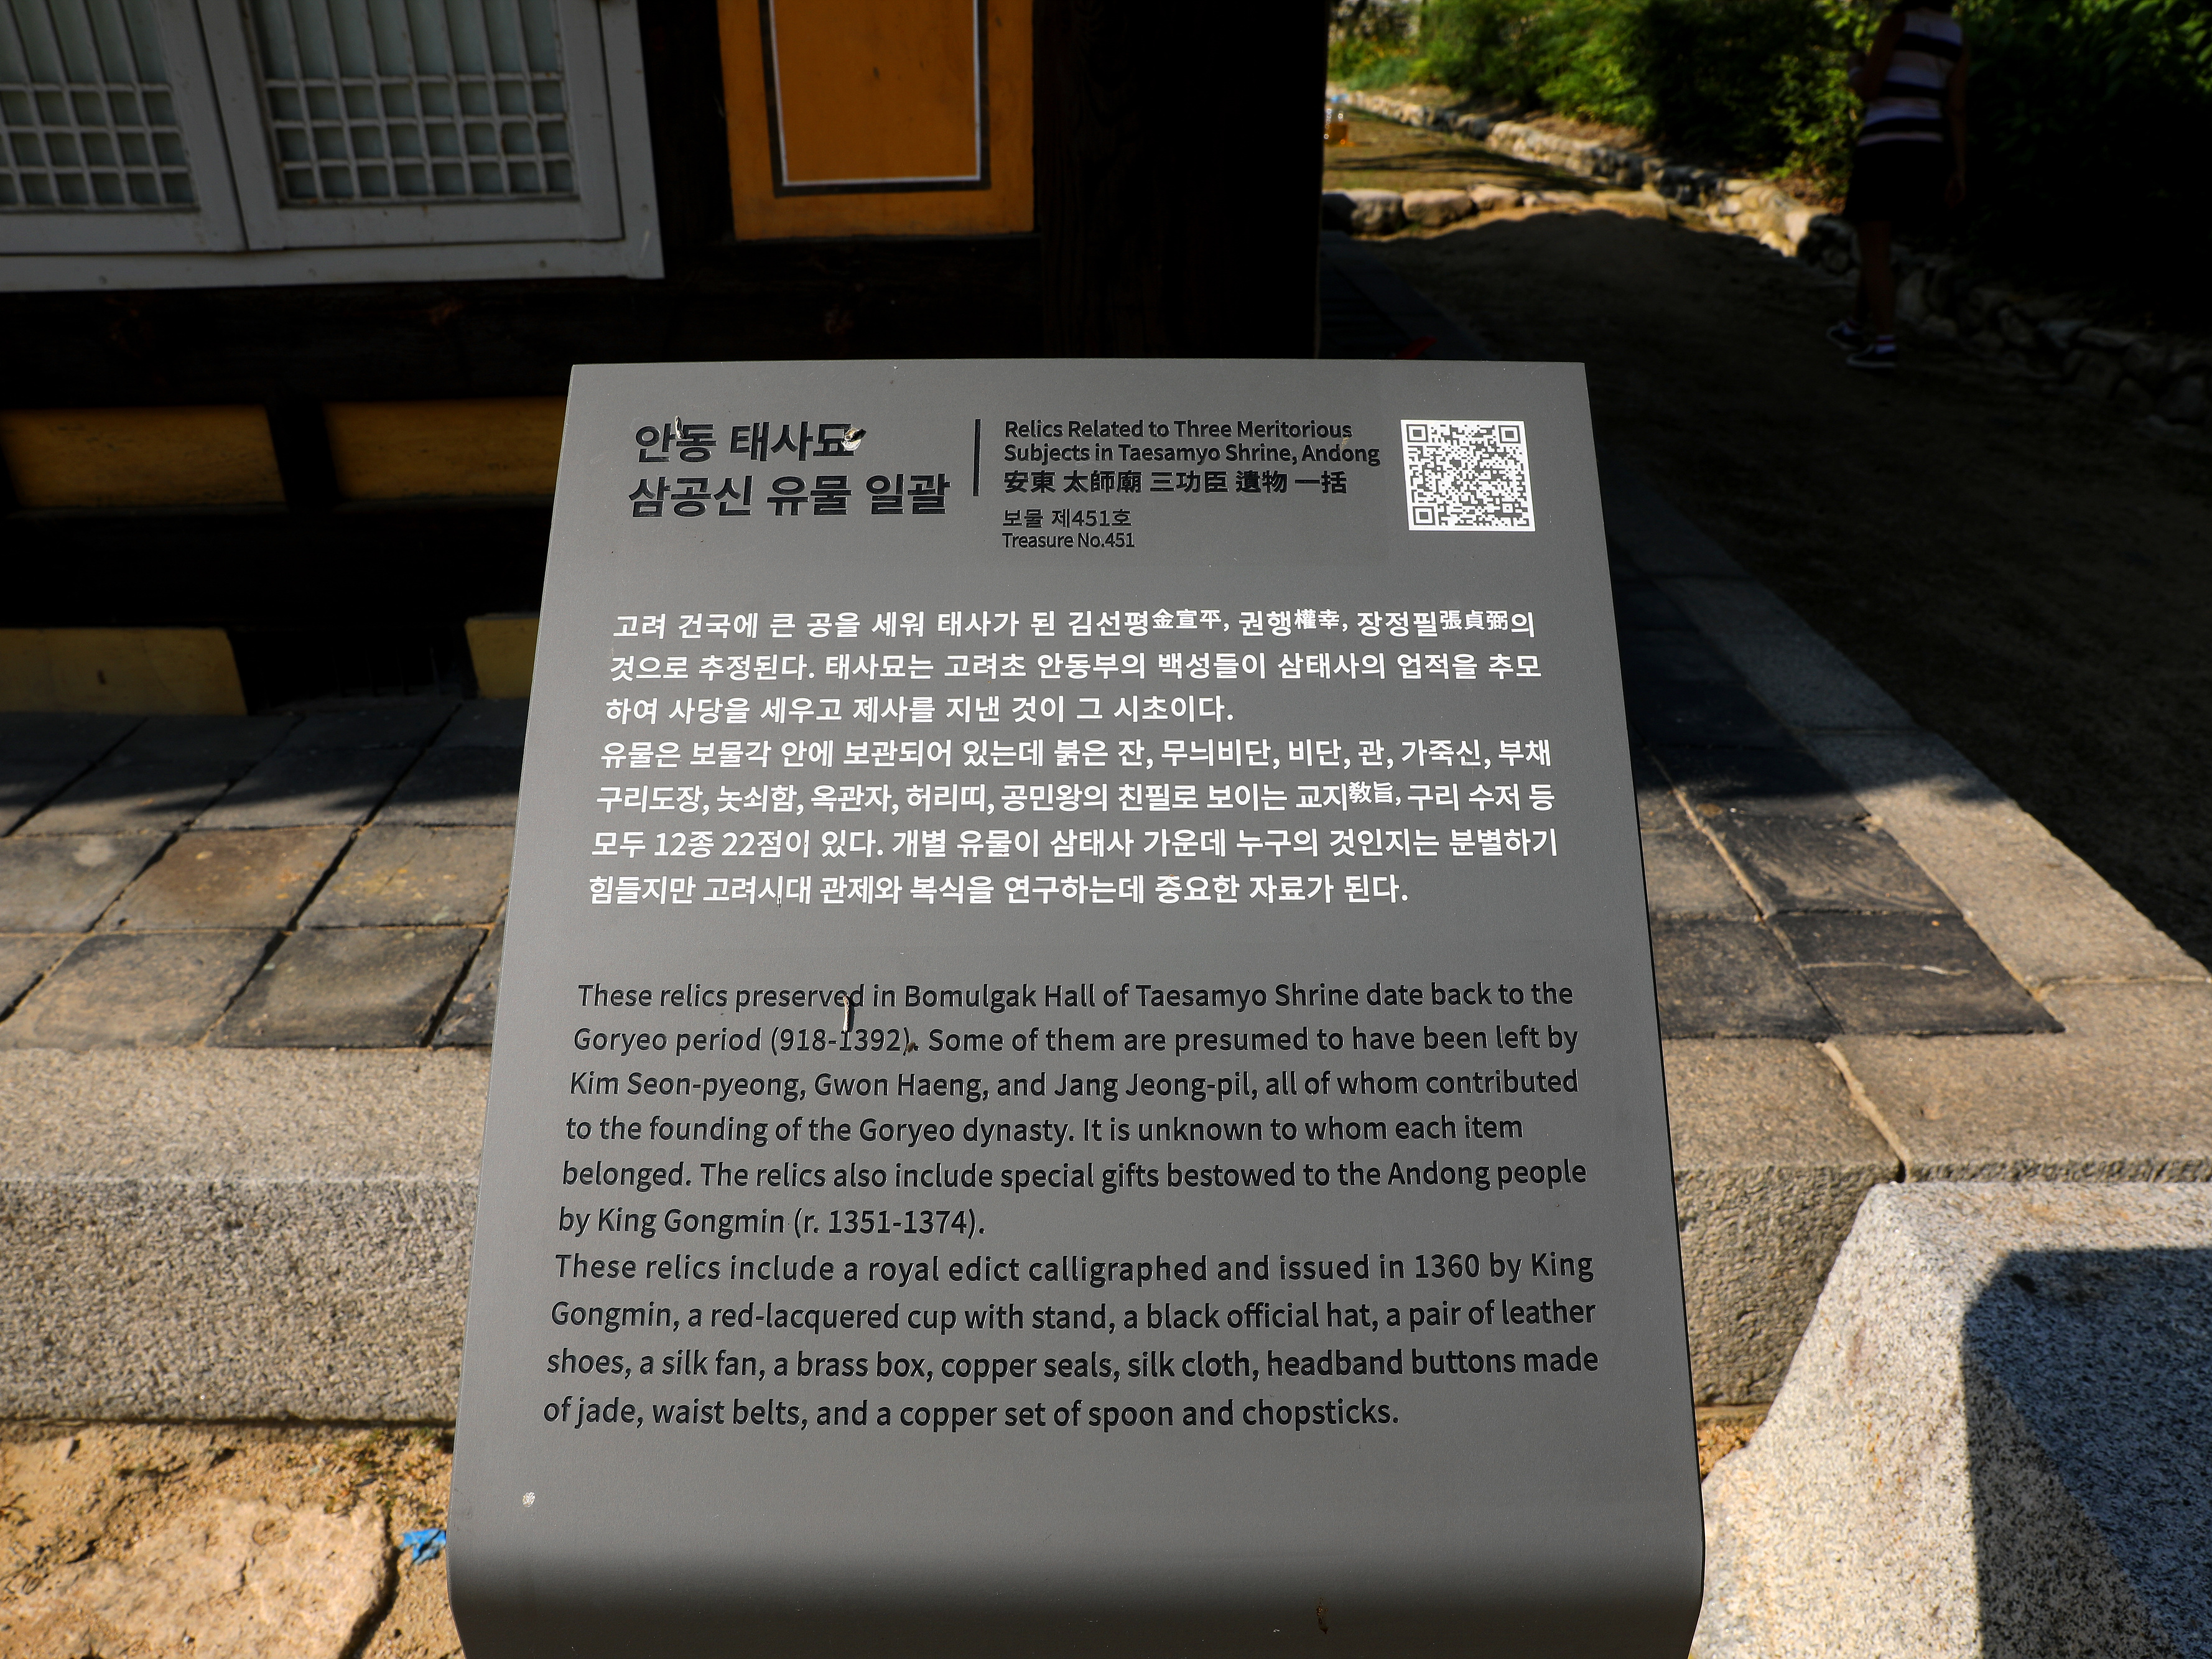 안동 태사묘
삼공신 유물 일괄
Relics Related to Three Meritorious
Subjects in Taesamyo Shrine, Andong
安東 太師廟 三功臣 遺物 一括
보물 제451호
Treasure No.451
고려 건국에 큰 공을 세워 태사가 된 김선평金宣平, 권행權幸, 장정필張貞弼의
것으로 추정된다. 태사묘는 고려초 안동부의 백성들이 삼태사의 업적을 추모
하여 사당을 세우고 제사를 지낸 것이 그 시초이다.
유물은 보물각 안에 보관되어 있는데 붉은 잔, 무늬비단, 비단, 관, 가죽신, 부채
구리도장, 놋쇠함, 옥관자, 허리띠, 공민왕의 친필로 보이는 교지敎旨, 구리 수저 등
모두 12종 22점이 있다. 개별 유물이 삼태사 가운데 누구의 것인지는 분별하기
힘들지만 고려시대 관제와 복식을 연구하는데 중요한 자료가 된다.
These relics preserved in Bomulgak Hall of Taesamyo Shrine date back to the
Goryeo period (918-1392). Some of them are presumed to have been left by
Kim Seon-pyeong, Gwon Haeng, and Jang Jeong-pil, all of whom contributed
to the founding of the Goryeo dynasty. It is unknown to whom each item
belonged. The relics also include special gifts bestowed to the Andong people
by King Gongmin (r. 1351-1374).
These relics include a royal edict calligraphed and issued in 1360 by King
Gongmin, a red-lacquered cup with stand, a black official hat, a pair of leather
shoes, a silk fan, a brass box, copper seals, silk cloth, headband buttons made
of jade, waist belts, and a copper set of spoon and chopsticks.